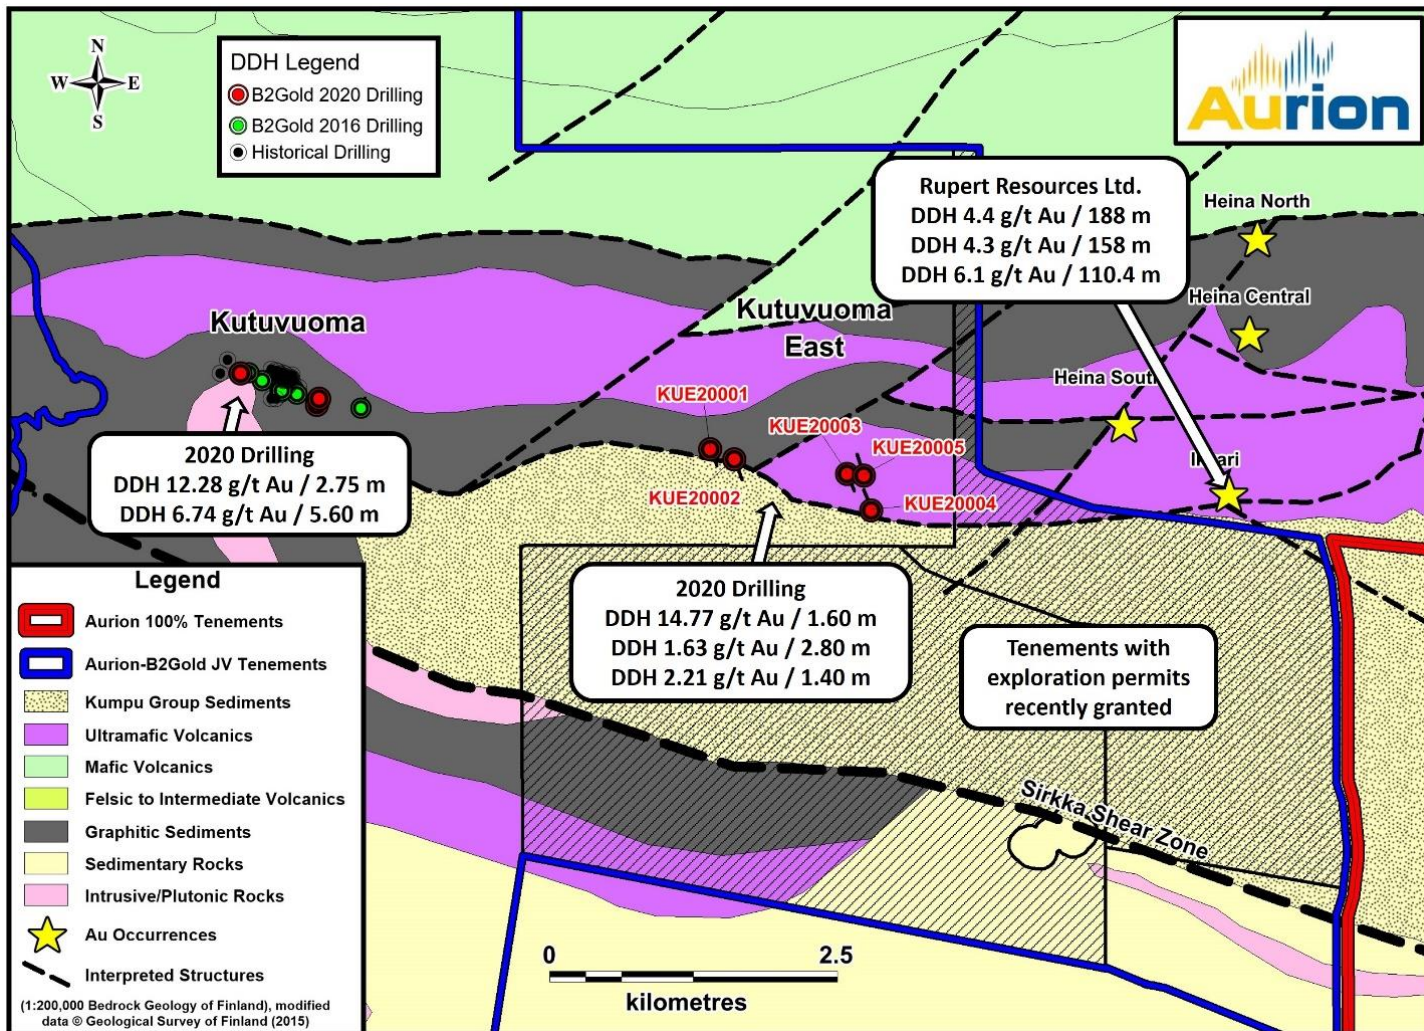 N
W E
S
DDH Legend
B2Gold 2020 Drilling
B2Gold 2016 Drilling
Historical Drilling
Aurion
Rupert Resources Ltd.
DDH 4.4 g/t Au / 188 m
DDH 4.3 g/t Au / 158 m
DDH 6.1 g/t Au / 110.4 m
Heina North
Heina Central
Kutuvuoma
Kutuvuoma
East
Heina
KUE20001
KUE20003
KUE20005
KUE20002
KUE20004
2020 Drilling
DDH 12.28 g/t Au / 2.75 m
DDH 6.74 g/t Au / 5.60 m
2020 Drilling
DDH 14.77 g/t Au / 1.60 m
DDH 1.63 g/t Au / 2.80 m
DDH 2.21 g/t Au / 1.40 m
Tenements with
exploration permits
recently granted
Sirkka Shear Zone
Legend
Aurion 100% Tenements
Aurion-B2Gold JV Tenements
Kumpu Group Sediments
Ultramafic Volcanics
Mafic Volcanics
Felsic to Intermediate Volcanics
Graphitic Sediments
Sedimentary Rocks
Intrusive/Plutonic Rocks
Au Occurrences
Interpreted Structures
(1:200,000 Bedrock Geology of Finland), modified
data © Geological Survey of Finland (2015)
0 2.5
kilometres